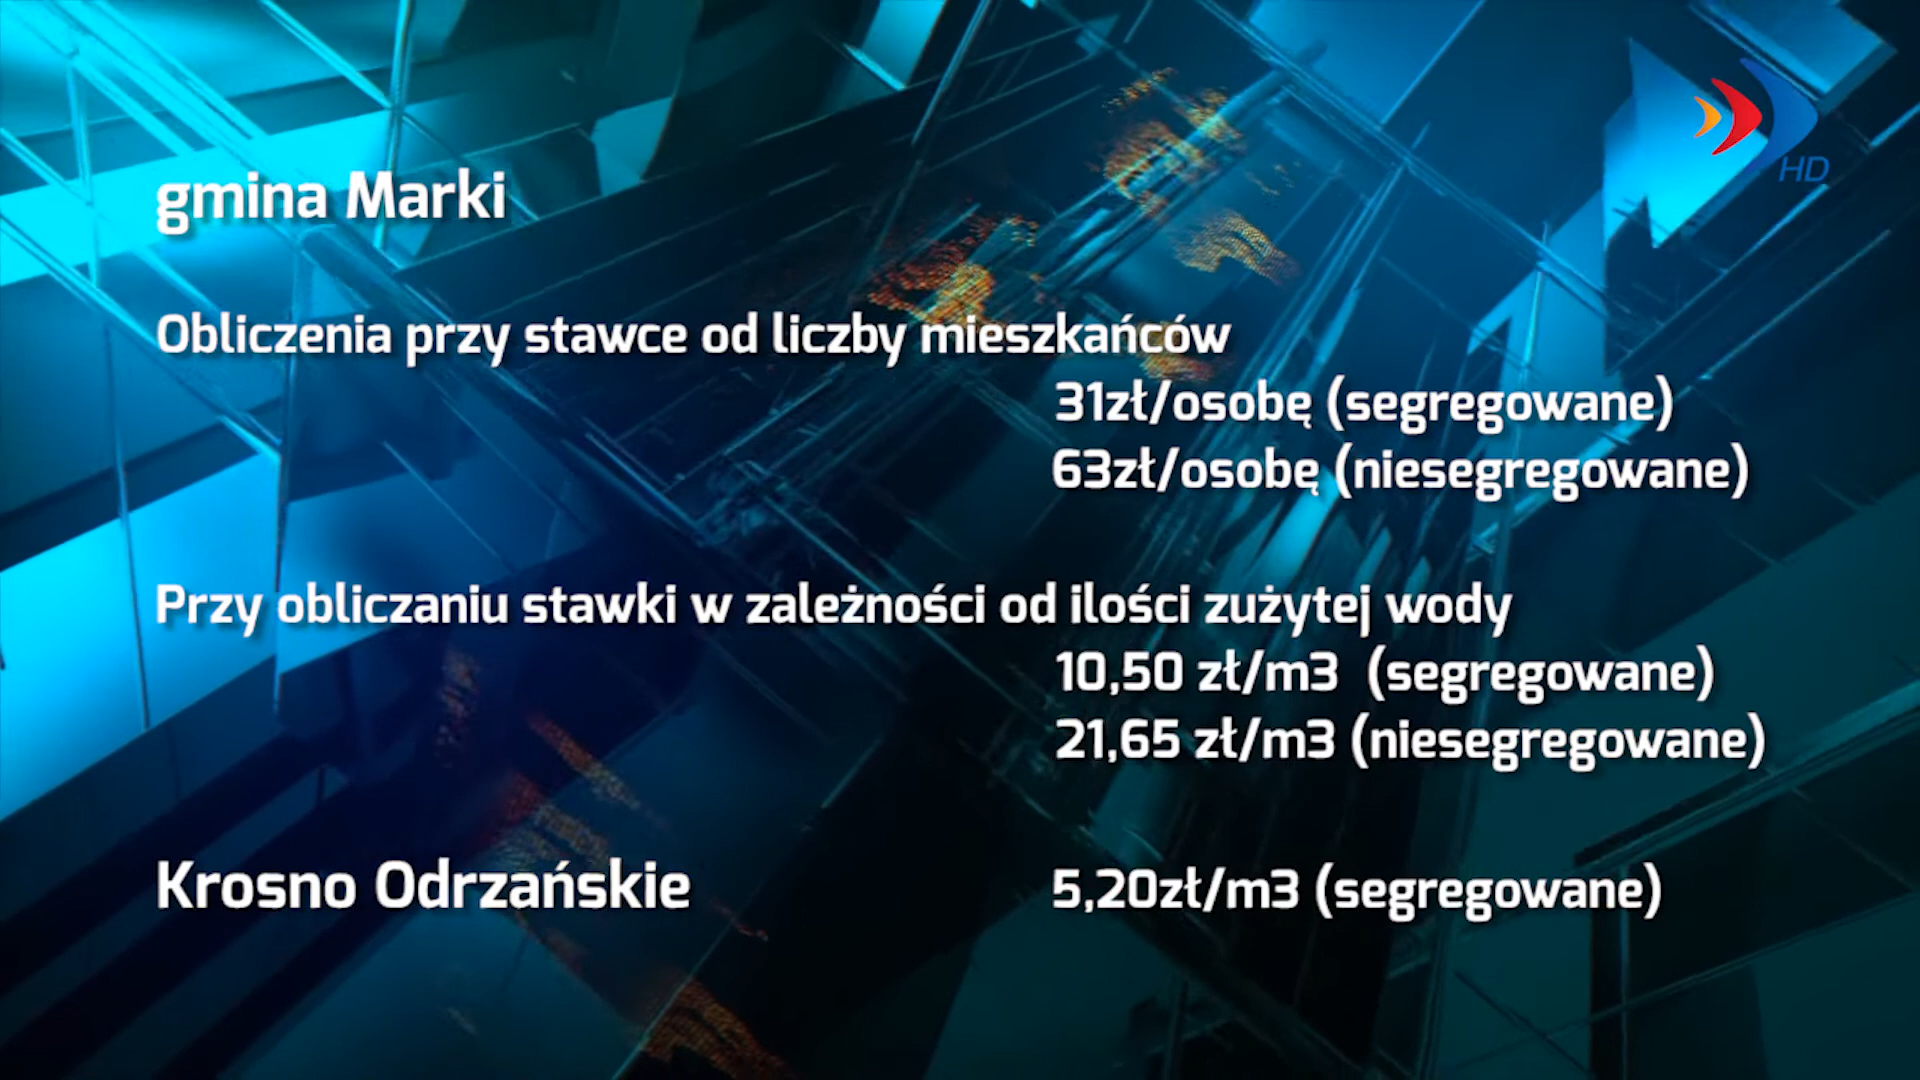 HD
gmina Marki
Obliczenia przy stawce od liczby mieszkańców
31zł/osobę (segregowane)
63zł/osobę (niesegregowane)
Przy obliczaniu stawki w zależności od ilości zużytej wody
10,50 zł/m3 (segregowane)
21,65 zł/m3 (niesegregowane)
Krosno Odrzańskie 5,20zł/m3 (segregowane)